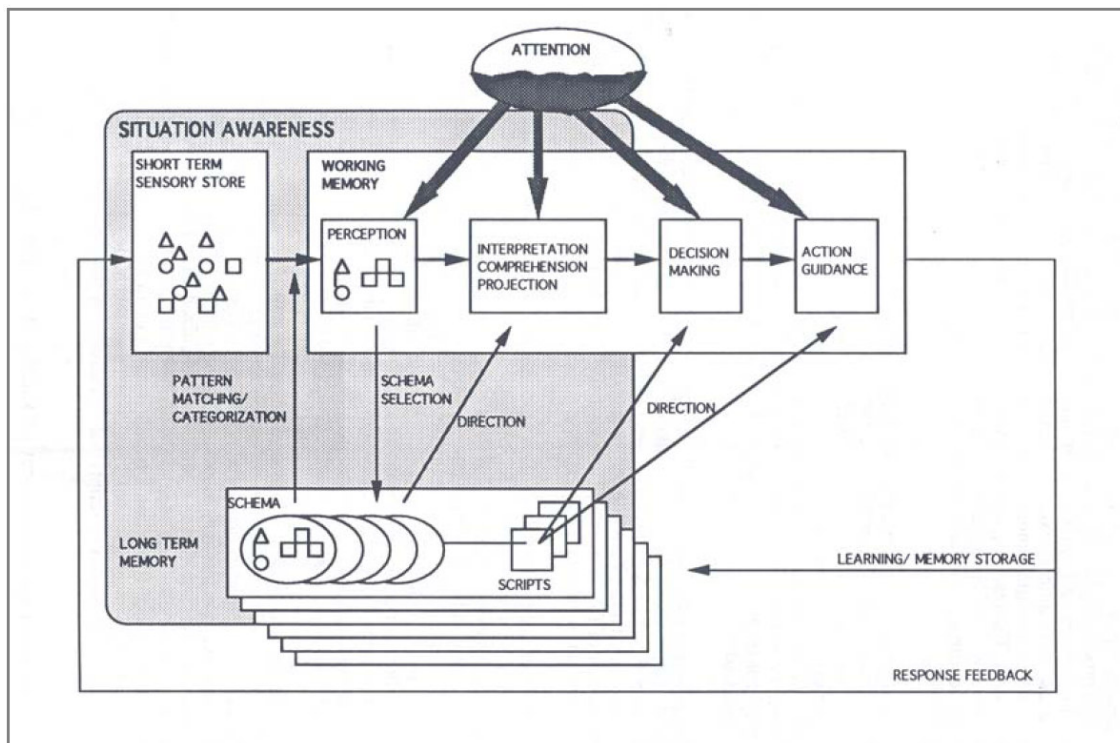 ATTENTION
SITUATION AWARENESS
SHORT TERM
SENSORY STORE
WORKING
MEMORY
PERCEPTION
INTERPRETATION
COMPREHENSION
PROJECTION
DECISION
MAKING
ACTION
GUIDANCE
PATTERN
MATCHING/
CATEGORIZATION
SCHEMA
SELECTION
DIRECTION
DIRECTION
SCHEMA
LONG TERM
MEMORY
SCRIPTS
LEARNING/ MEMORY STORAGE
RESPONSE FEEDBACK